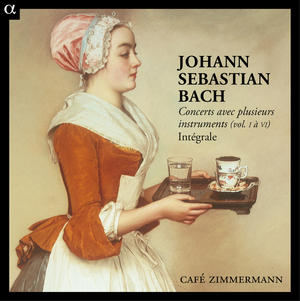 α
JOHANN
SEBASTIAN
BACH
Concerts avec plusieurs
instruments (vol. I à VI)
Intégrale
CAFÉ ZIMMERMANN